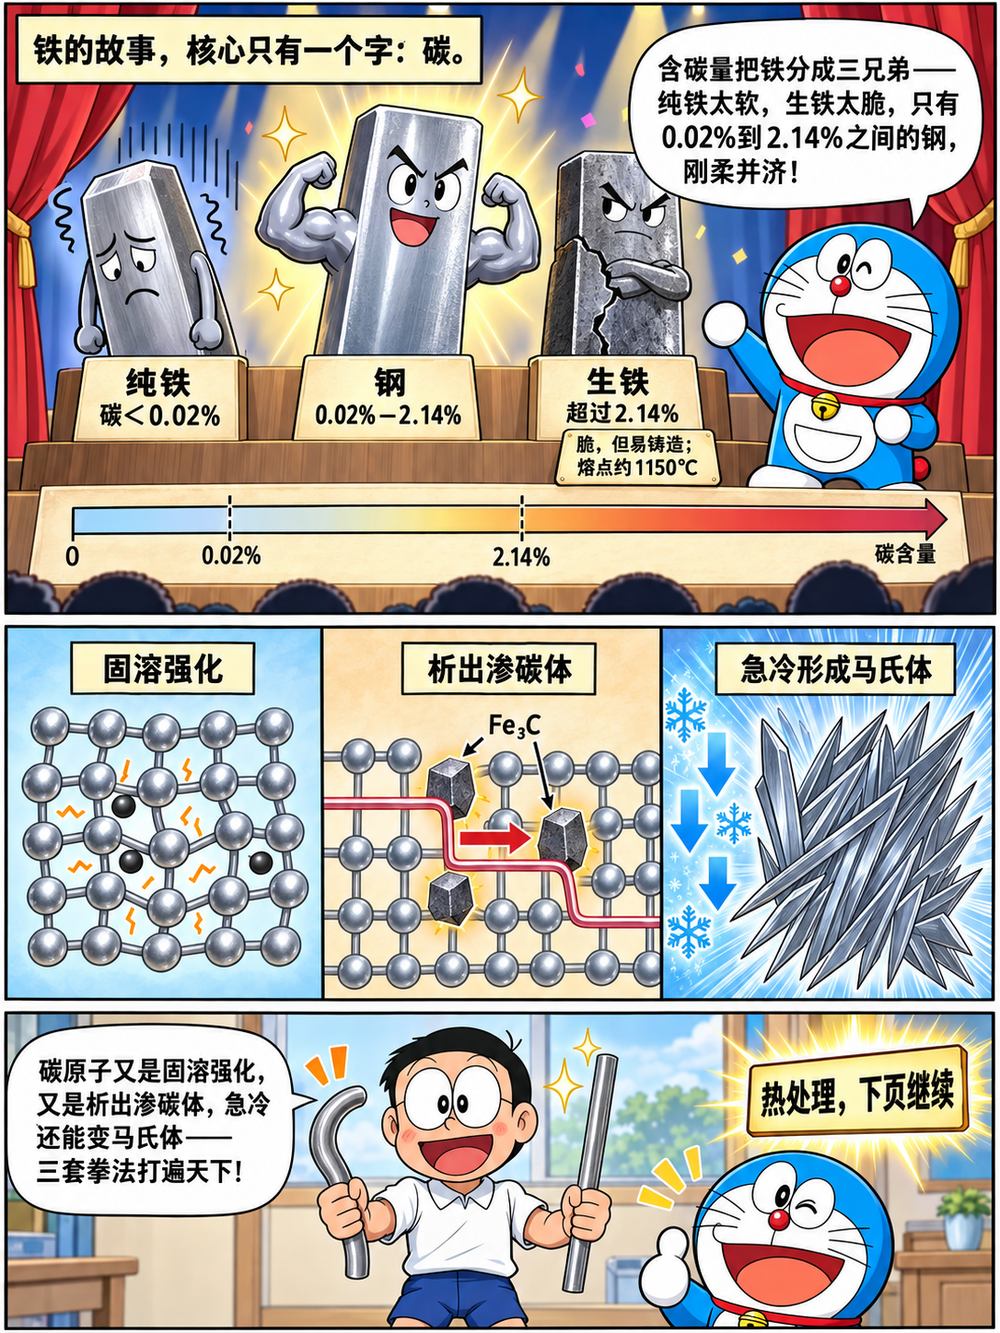 铁的故事，核心只有一个字：碳。
含碳量把铁分成三兄弟——
纯铁太软，生铁太脆，只有
0.02%到2.14%之间的钢，
刚柔并济！
纯铁
碳＜0.02%
钢
0.02%－2.14%
生铁
超过2.14%
脆，但易铸造；
熔点约1150℃
0
0.02%
2.14%
碳含量
固溶强化
析出渗碳体
Fe₃C
急冷形成马氏体
碳原子又是固溶强化，
又是析出渗碳体，急冷
还能变马氏体——
三套拳法打遍天下！
热处理，下页继续